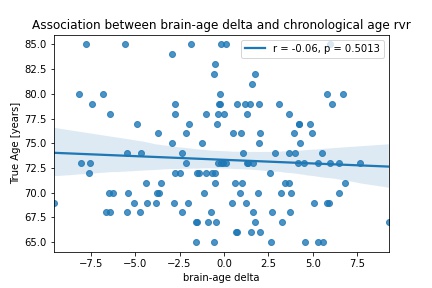 Association between brain-age delta and chronological age rvr
r = -0.06, p = 0.5013
True Age [years]
85.0
82.5
80.0
77.5
75.0
72.5
70.0
67.5
65.0
−7.5 −5.0 −2.5 0.0 2.5 5.0 7.5
brain-age delta